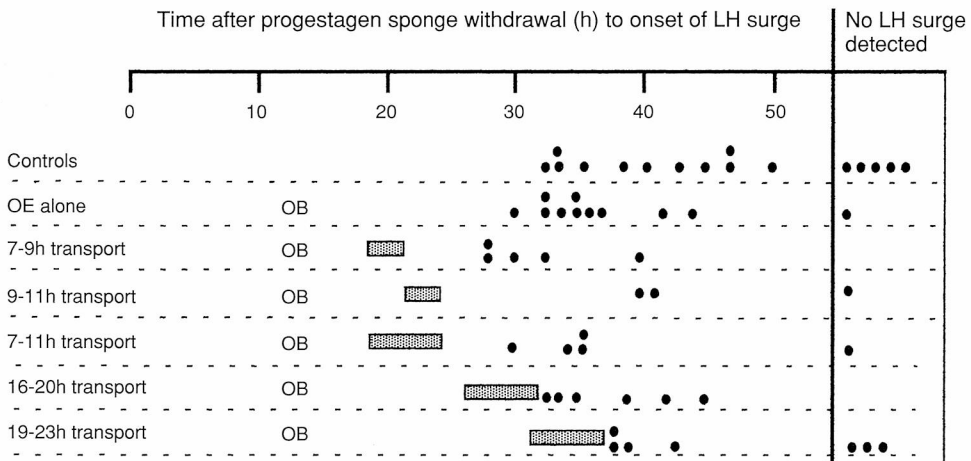 Time after progestagen sponge withdrawal (h) to onset of LH surge
No LH surge
detected
0 10 20 30 40 50
Controls
OE alone OB
7-9h transport OB
9-11h transport OB
7-11h transport OB
16-20h transport OB
19-23h transport OB